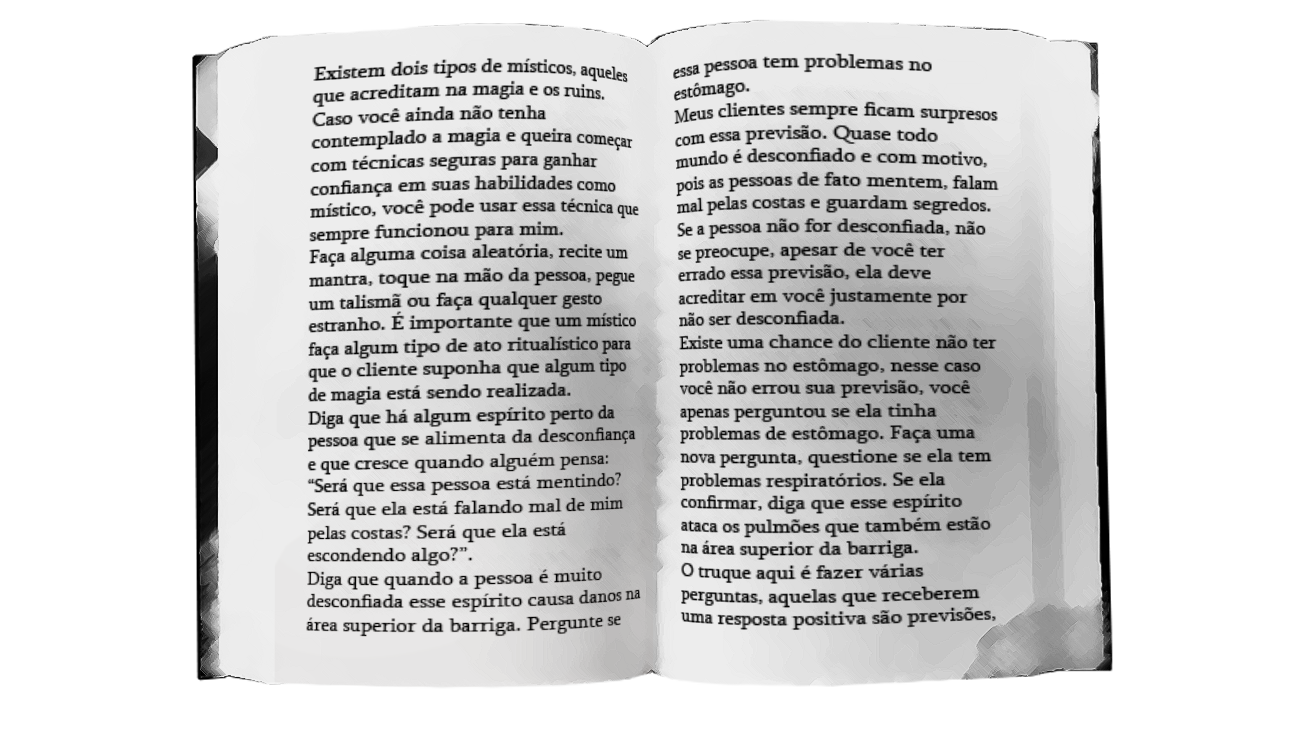 Existem dois tipos de místicos, aqueles
que acreditam na magia e os ruins.
Caso você ainda não tenha
contemplado a magia e queira começar
com técnicas seguras para ganhar
confiança em suas habilidades como
místico, você pode usar essa técnica que
sempre funcionou para mim.
Faça alguma coisa aleatória, recite um
mantra, toque na mão da pessoa, pegue
um talismã ou faça qualquer gesto
estranho. É importante que um místico
faça algum tipo de ato ritualístico para
que o cliente suponha que algum tipo
de magia está sendo realizada.
Diga que há algum espírito perto da
pessoa que se alimenta da desconfiança
e que cresce quando alguém pensa:
“Será que essa pessoa está mentindo?
Será que ela está falando mal de mim
pelas costas? Será que ela está
escondendo algo?”.
Diga que quando a pessoa é muito
desconfiada esse espírito causa danos na
área superior da barriga. Pergunte se
essa pessoa tem problemas no
estômago.
Meus clientes sempre ficam surpresos
com essa previsão. Quase todo
mundo é desconfiado e com motivo,
pois as pessoas de fato mentem, falam
mal pelas costas e guardam segredos.
Se a pessoa não for desconfiada, não
se preocupe, apesar de você ter
errado essa previsão, ela deve
acreditar em você justamente por
não ser desconfiada.
Existe uma chance do cliente não ter
problemas no estômago, nesse caso
você não errou sua previsão, você
apenas perguntou se ela tinha
problemas de estômago. Faça uma
nova pergunta, questione se ela tem
problemas respiratórios. Se ela
confirmar, diga que esse espírito
ataca os pulmões que também estão
na área superior da barriga.
O truque aqui é fazer várias
perguntas, aquelas que receberem
uma resposta positiva são previsões,